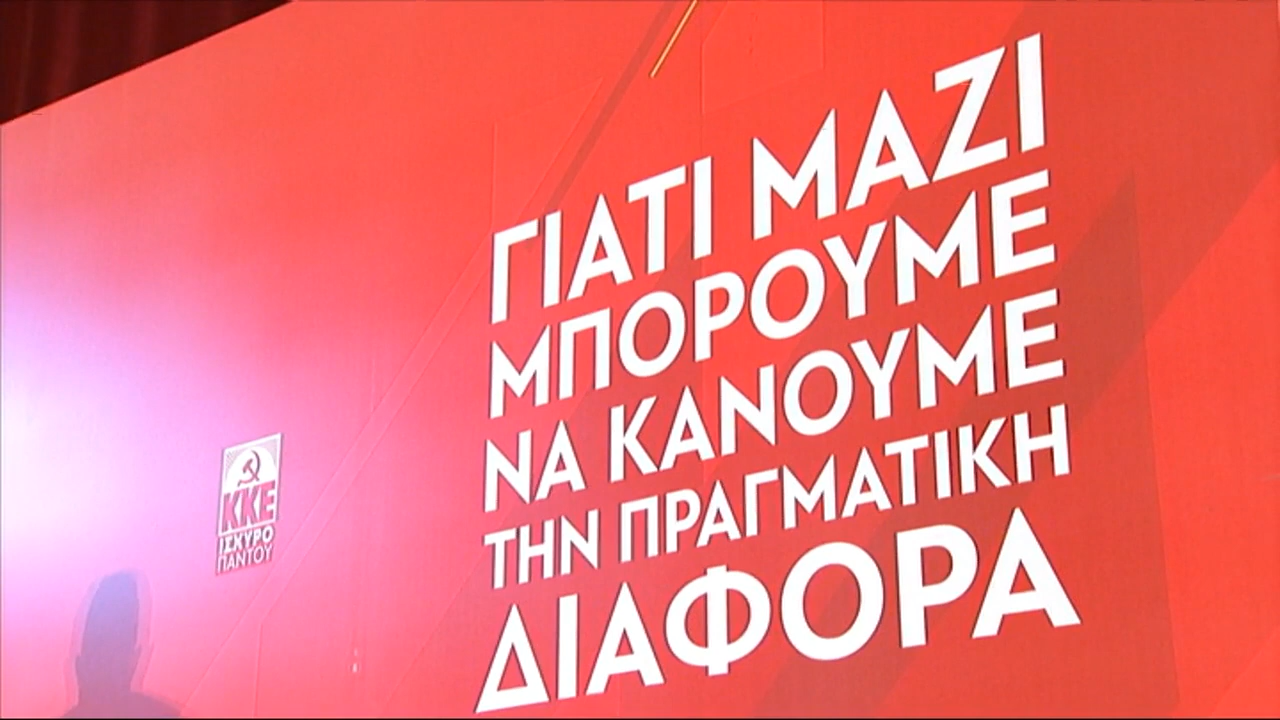 ΓΙΑΤΙ ΜΑΖΙ
ΜΠΟΡΟΥΜΕ
ΝΑ ΚΑΝΟΥΜΕ
ΤΗΝ ΠΡΑΓΜΑΤΙΚΗ
ΔΙΑΦΟΡΑ
ΚΚΕ
ΙΣΧΥΡΟ
ΠΑΝΤΟΥ